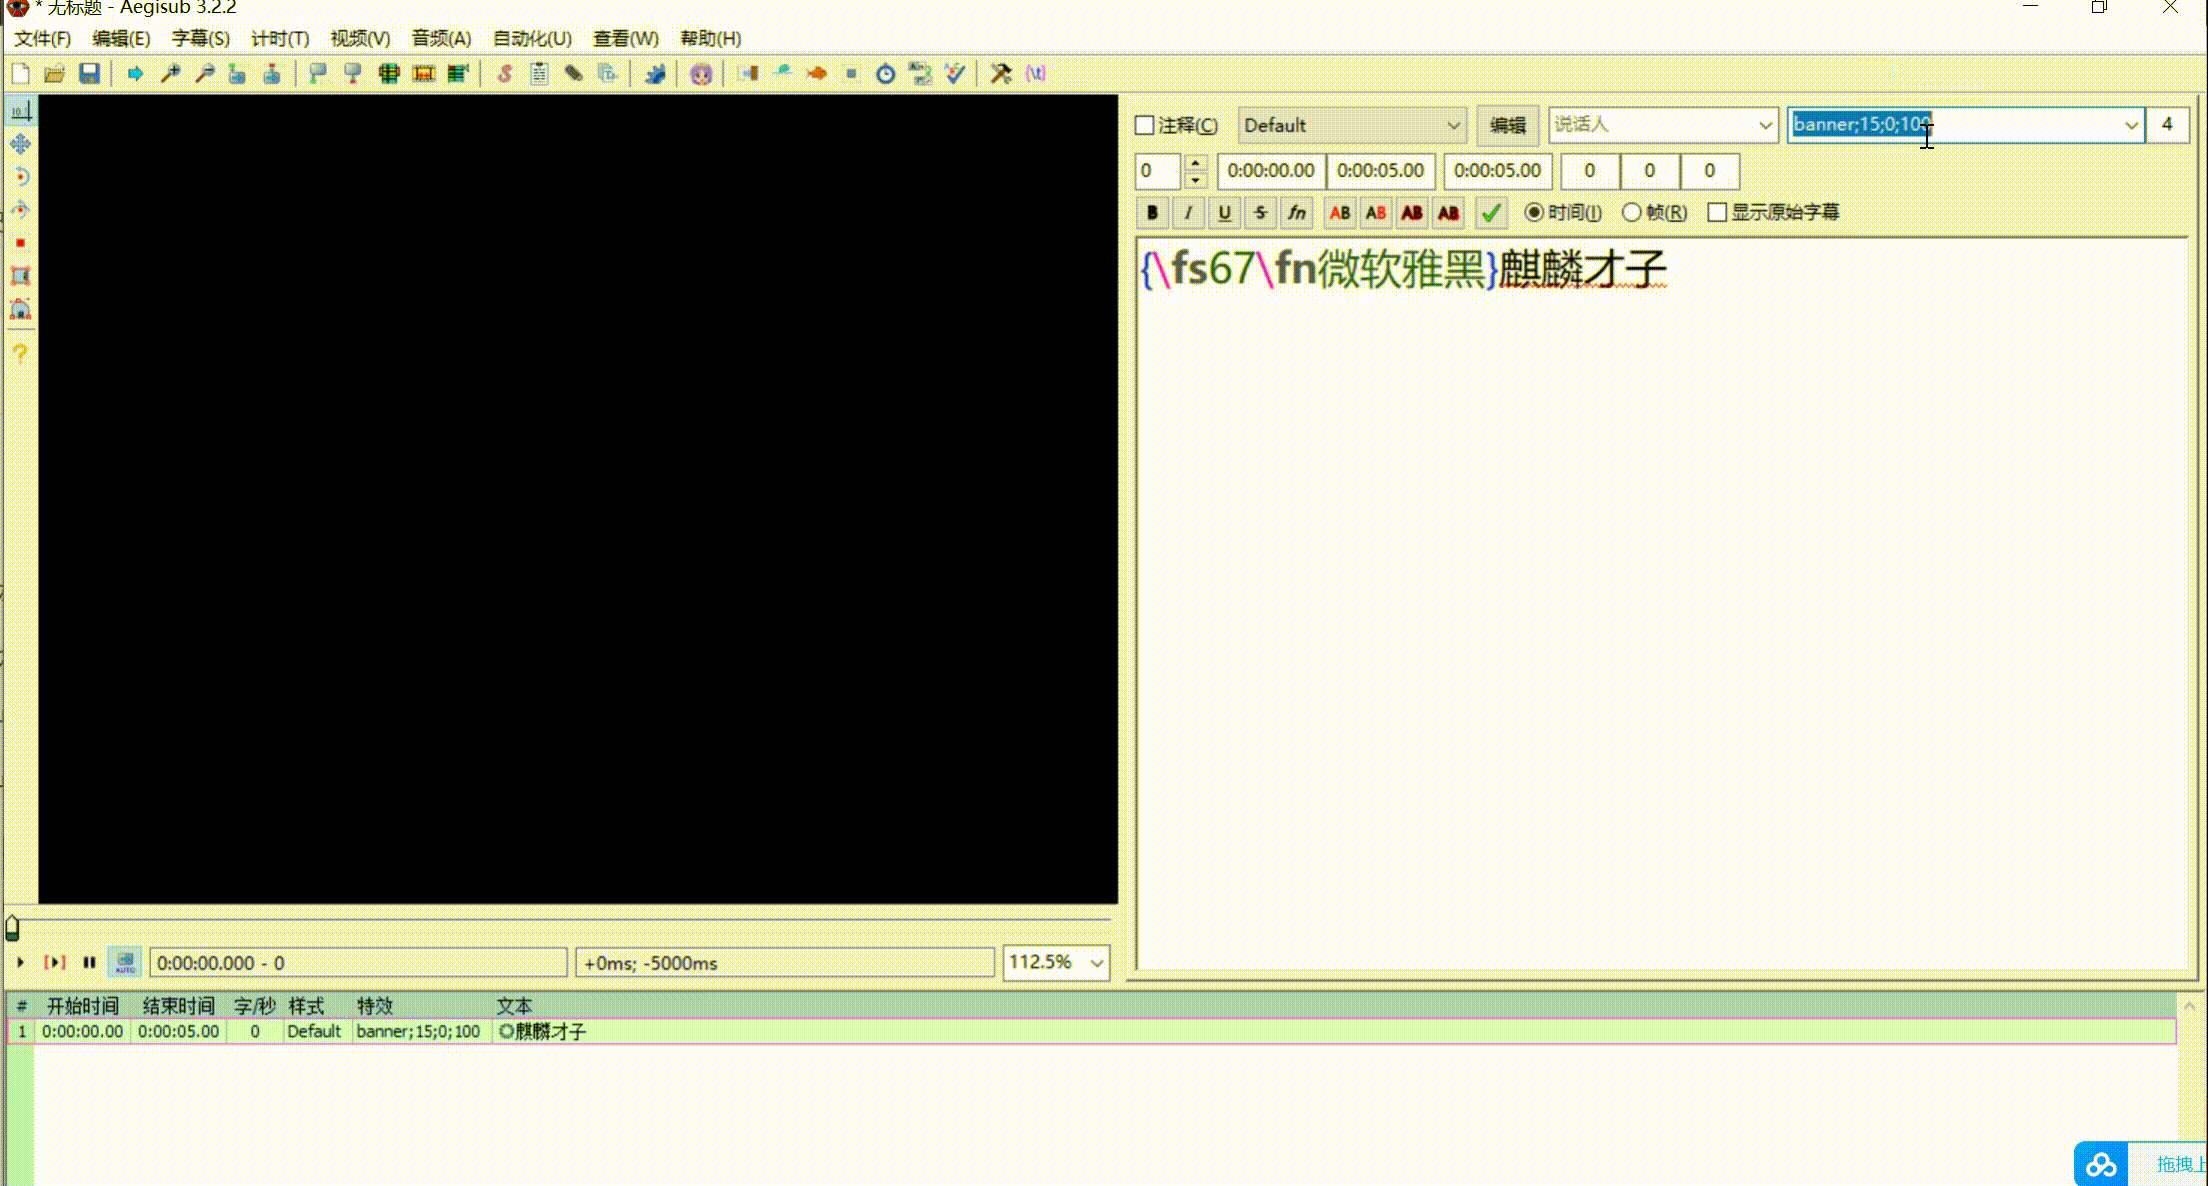 * 无标题 - Aegisub 3.2.2
文件(F) 编辑(E) 字幕(S) 计时(T) 视频(V) 音频(A) 自动化(U) 查看(W) 帮助(H)
注释(C) Default 编辑 说话人 banner;15;0;100 4
0 0:00:00.00 0:00:05.00 0:00:05.00 0 0 0
B I U S fn AB AB AB AB 时间(I) 帧(R) 显示原始字幕
{\fs67\fn微软雅黑}麒麟才子
AUTO 0:00:00.000 - 0 +0ms; -5000ms 112.5%
# 开始时间 结束时间 字/秒 样式 特效 文本
1 0:00:00.00 0:00:05.00 0 Default banner;15;0;100 麒麟才子
拖拽上